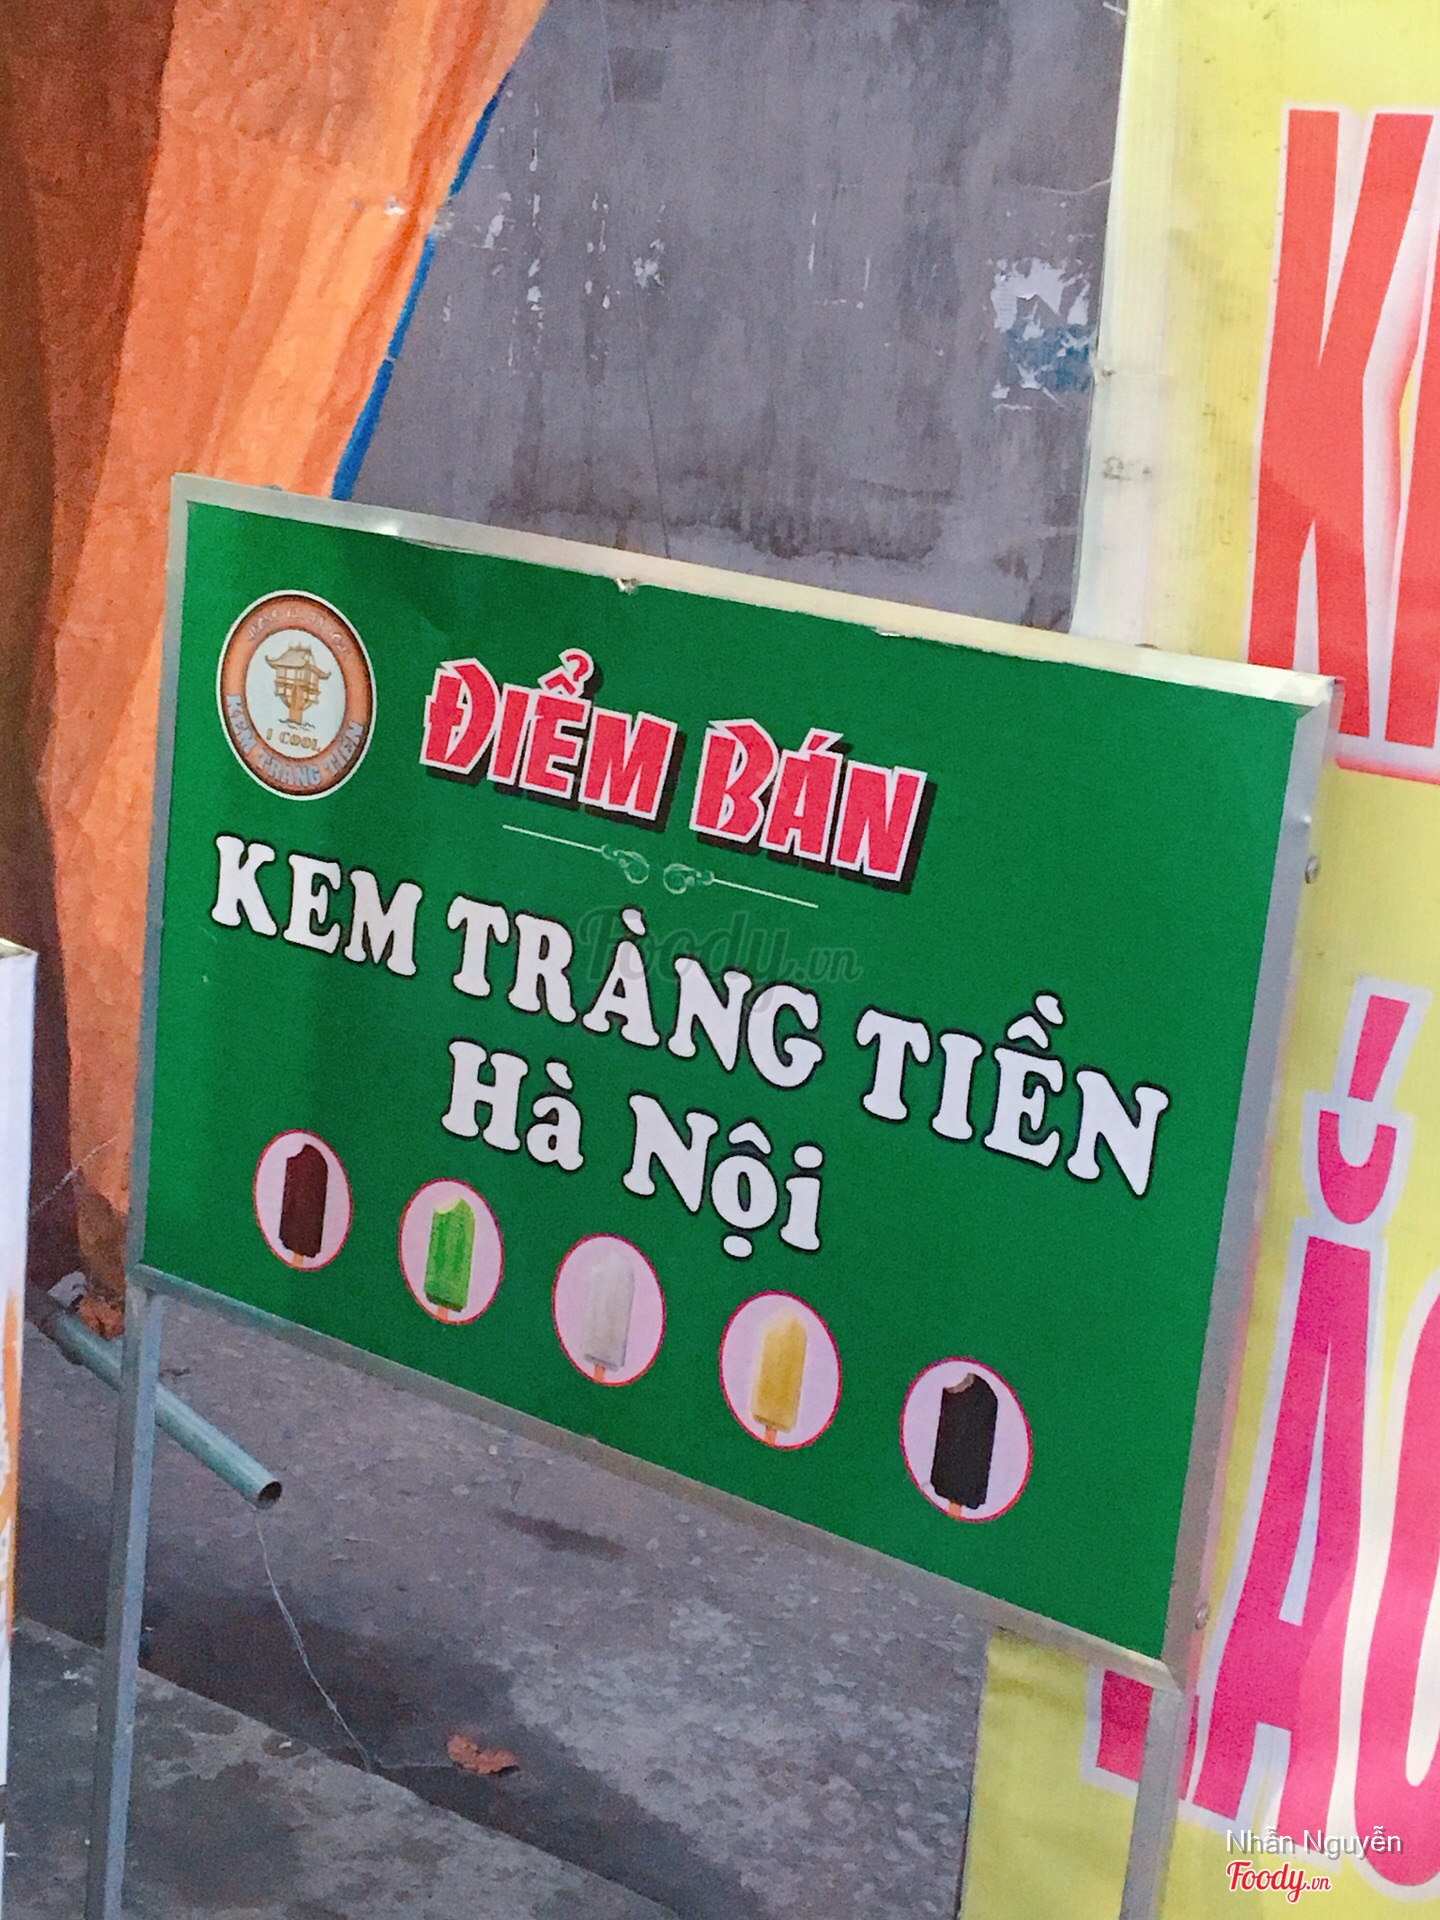 I COOL
KEM TRÀNG TIỀN
ĐIỂM BÁN
KEM TRÀNG TIỀN
Hà Nội
Foody.vn
Nhẫn Nguyễn
Foody.vn